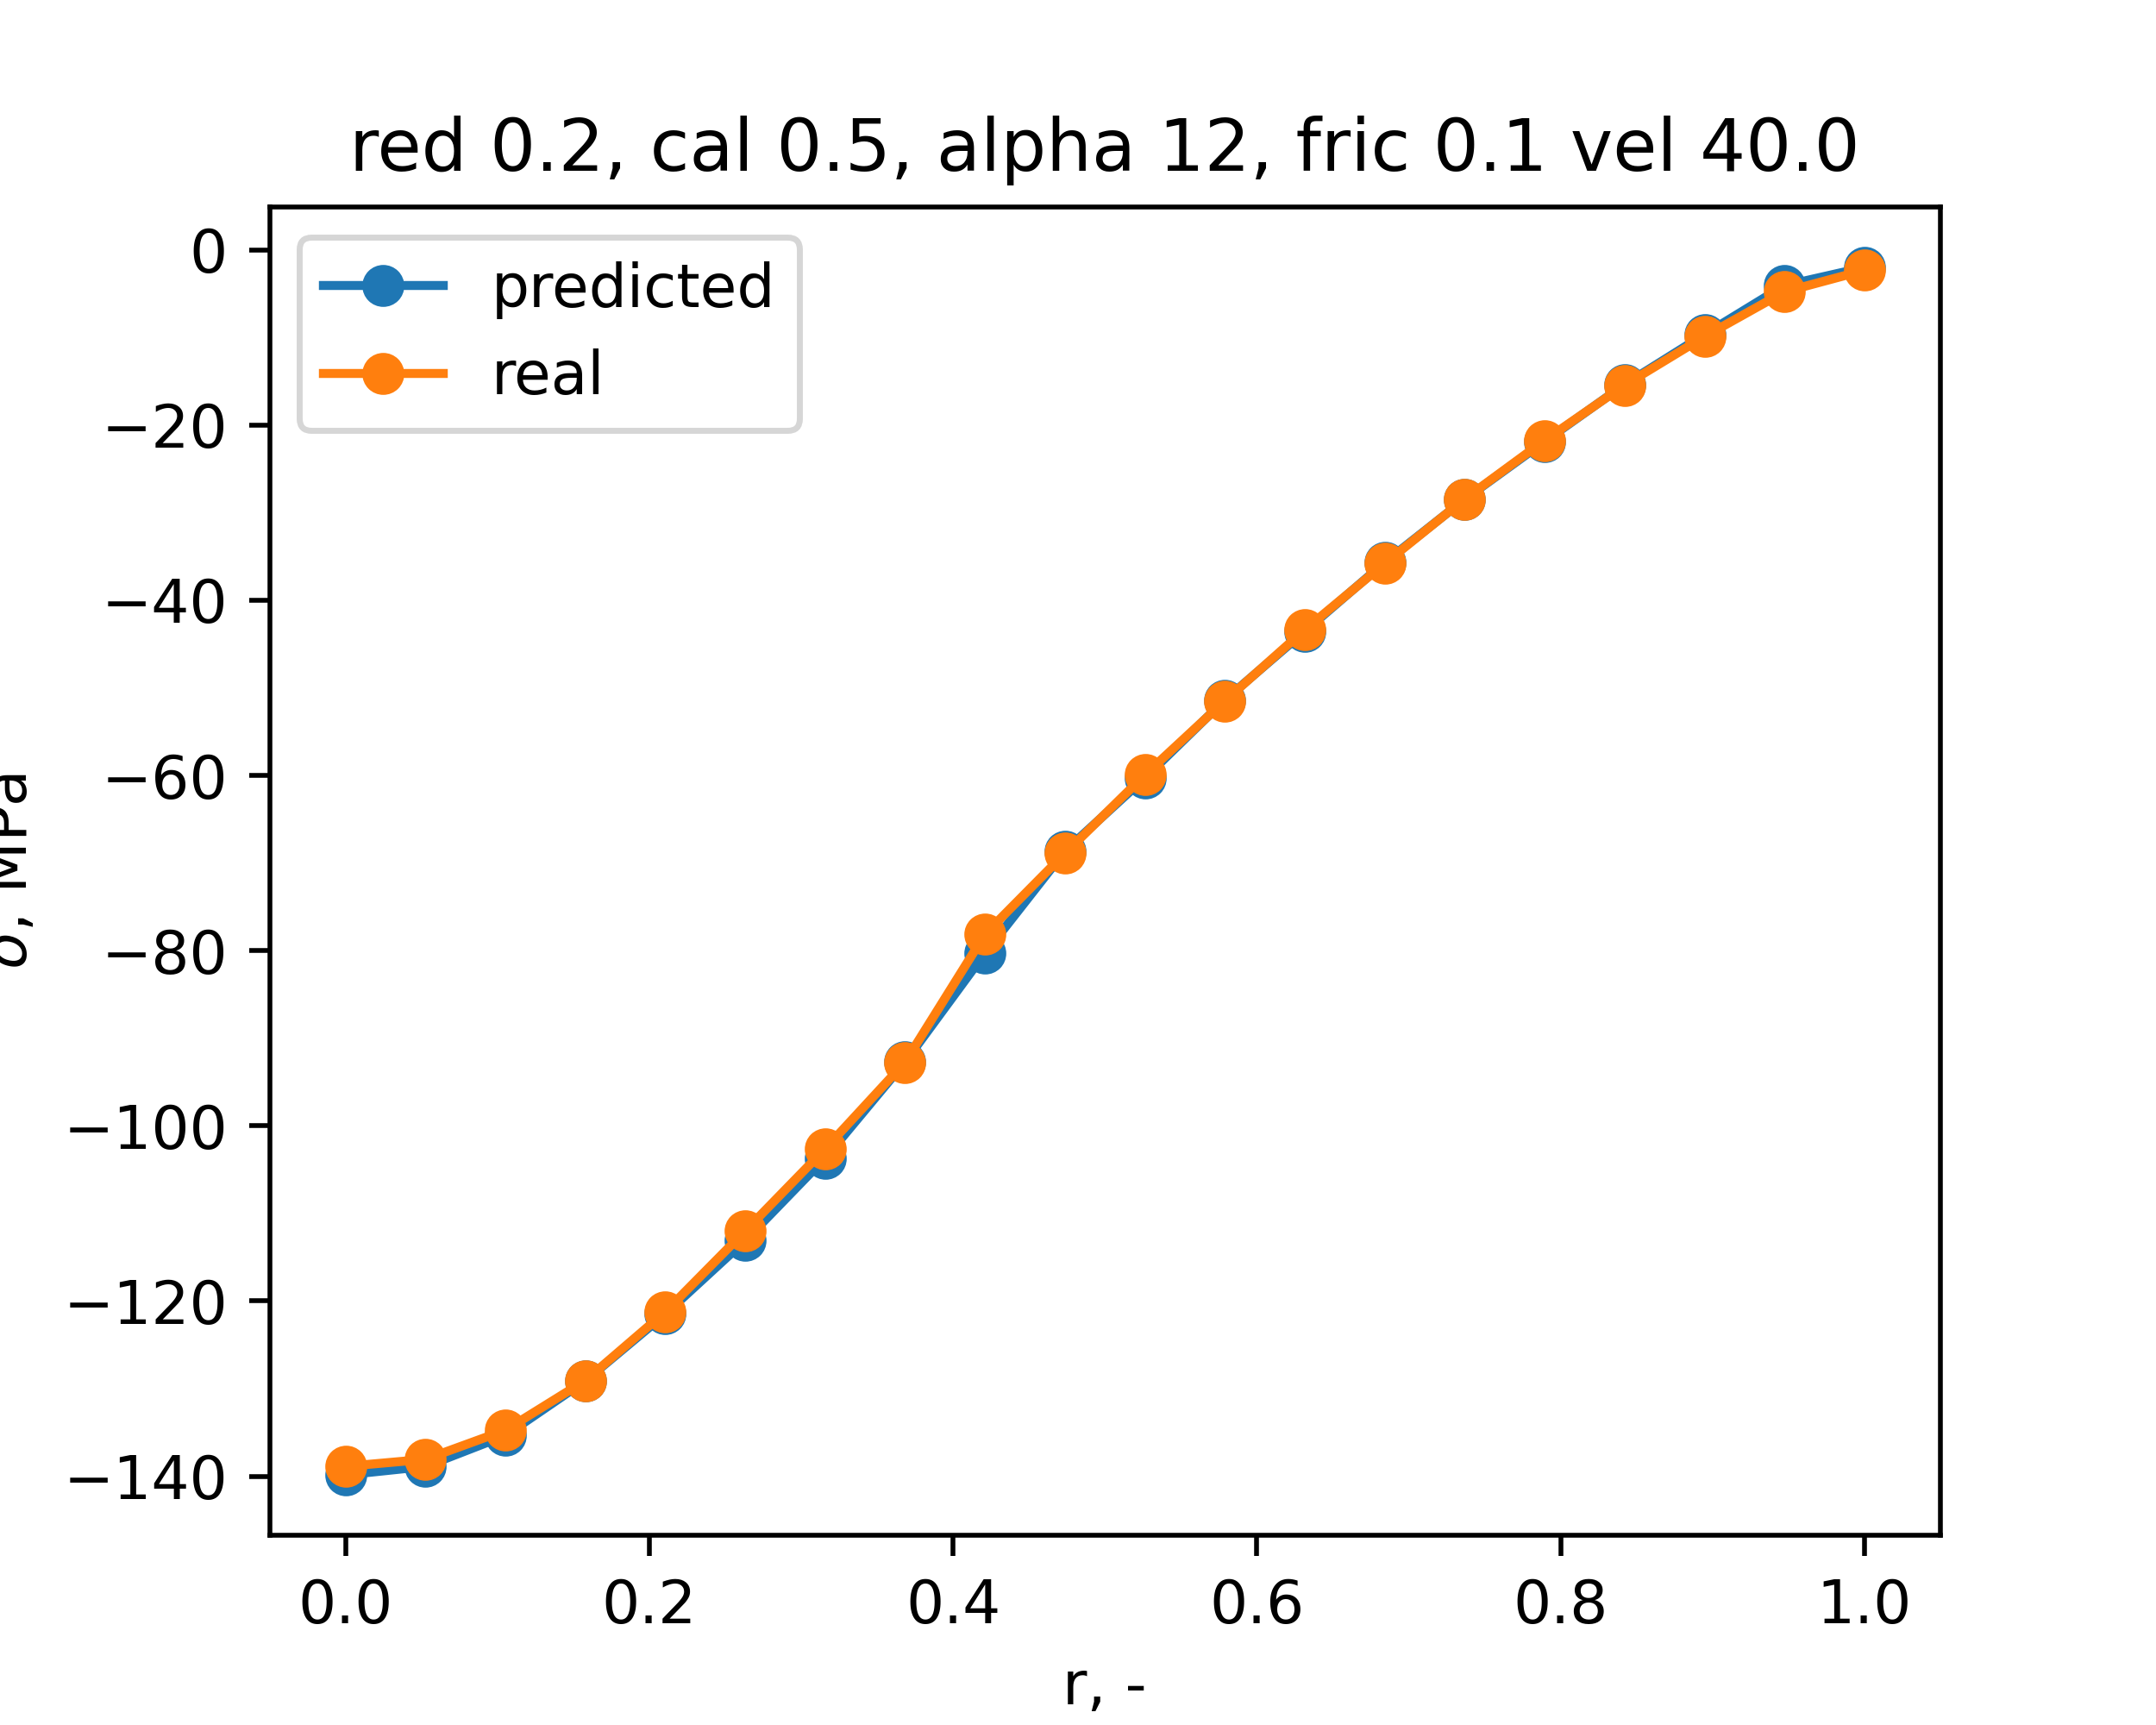 red 0.2, cal 0.5, alpha 12, fric 0.1 vel 40.0
0
−20
−40
−60
−80
−100
−120
−140
predicted
real
, MPa
0.0 0.2 0.4 0.6 0.8 1.0
r, -